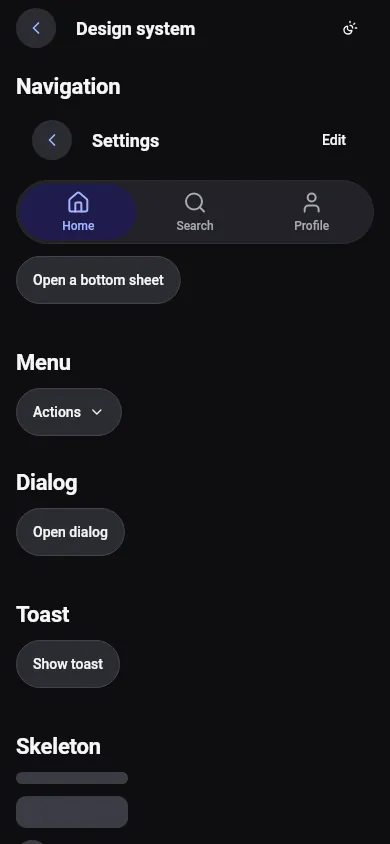 Design system
Navigation
Settings
Edit
Home
Search
Profile
Open a bottom sheet
Menu
Actions
Dialog
Open dialog
Toast
Show toast
Skeleton